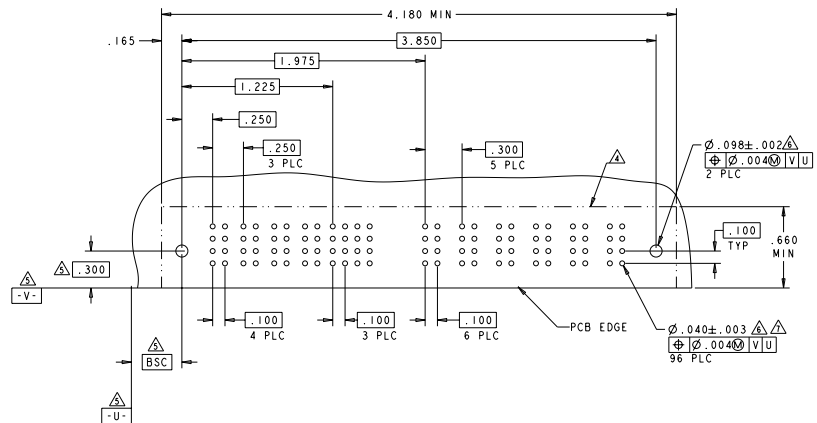 4.180 MIN
.165
3.850
1.975
1.225
.250
.250
3 PLC
.300
5 PLC
4
Ø.098±.002 6
⌖ Ø.004Ⓜ V U
2 PLC
.100
TYP
.660
MIN
5 .300
5
-V-
.100
4 PLC
.100
3 PLC
.100
6 PLC
PCB EDGE
Ø.040±.003 6 7
⌖ Ø.004Ⓜ V U
96 PLC
5
BSC
5
-U-